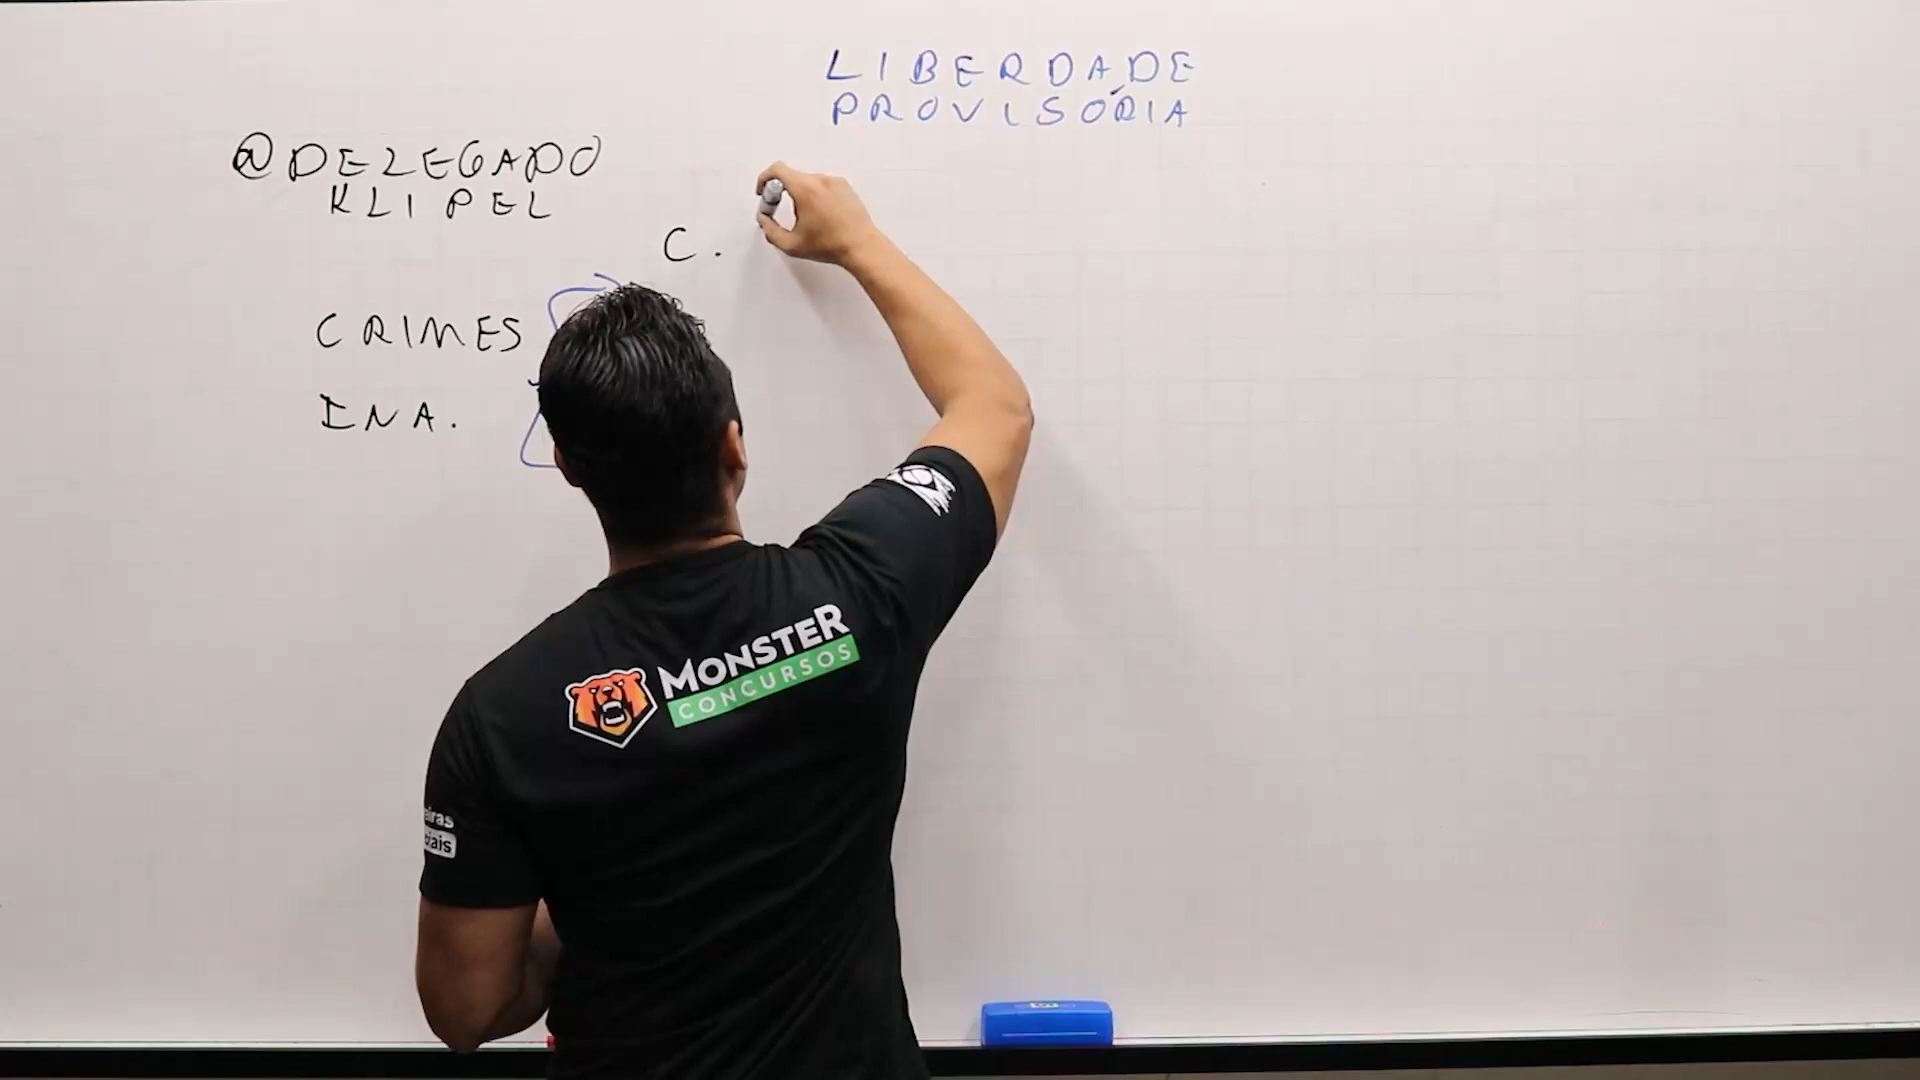 LIBERDADE
PROVISÓRIA
@DELEGADO
KLIPEL
C.
CRIMES
INA.
MONSTER
CONCURSOS